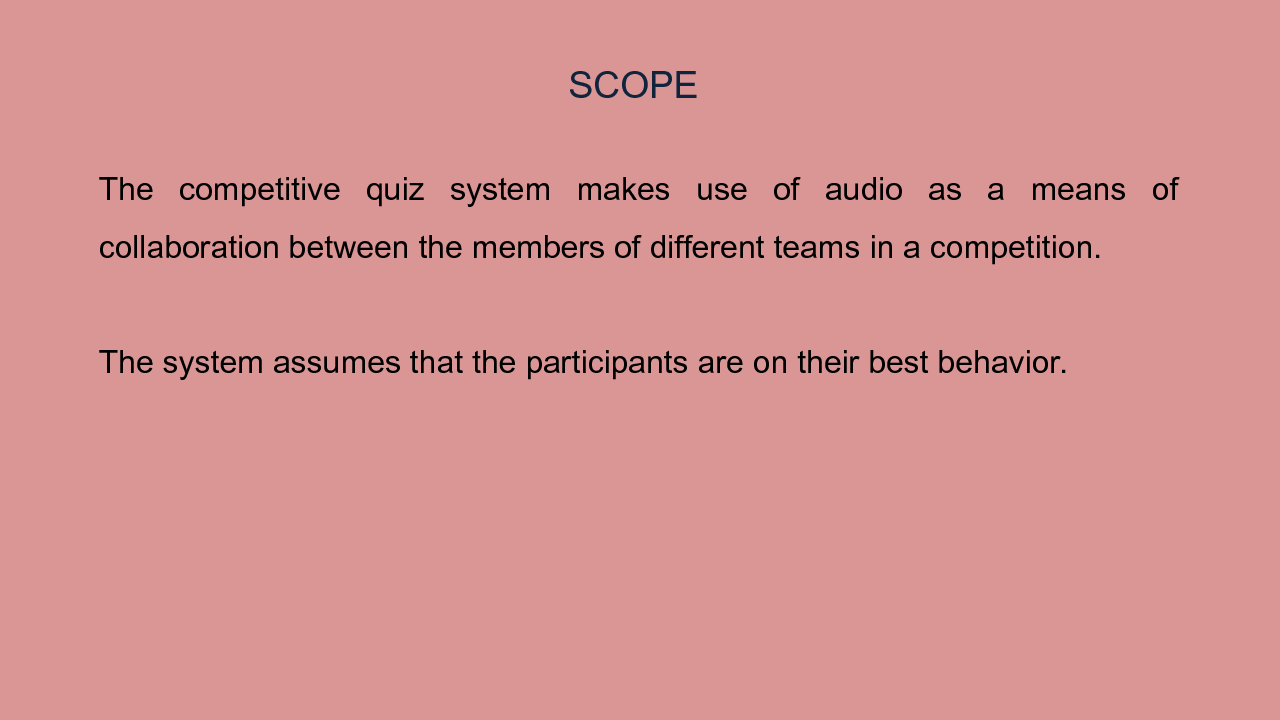 SCOPE
The competitive quiz system makes use of audio as a means of
collaboration between the members of different teams in a competition.
The system assumes that the participants are on their best behavior.